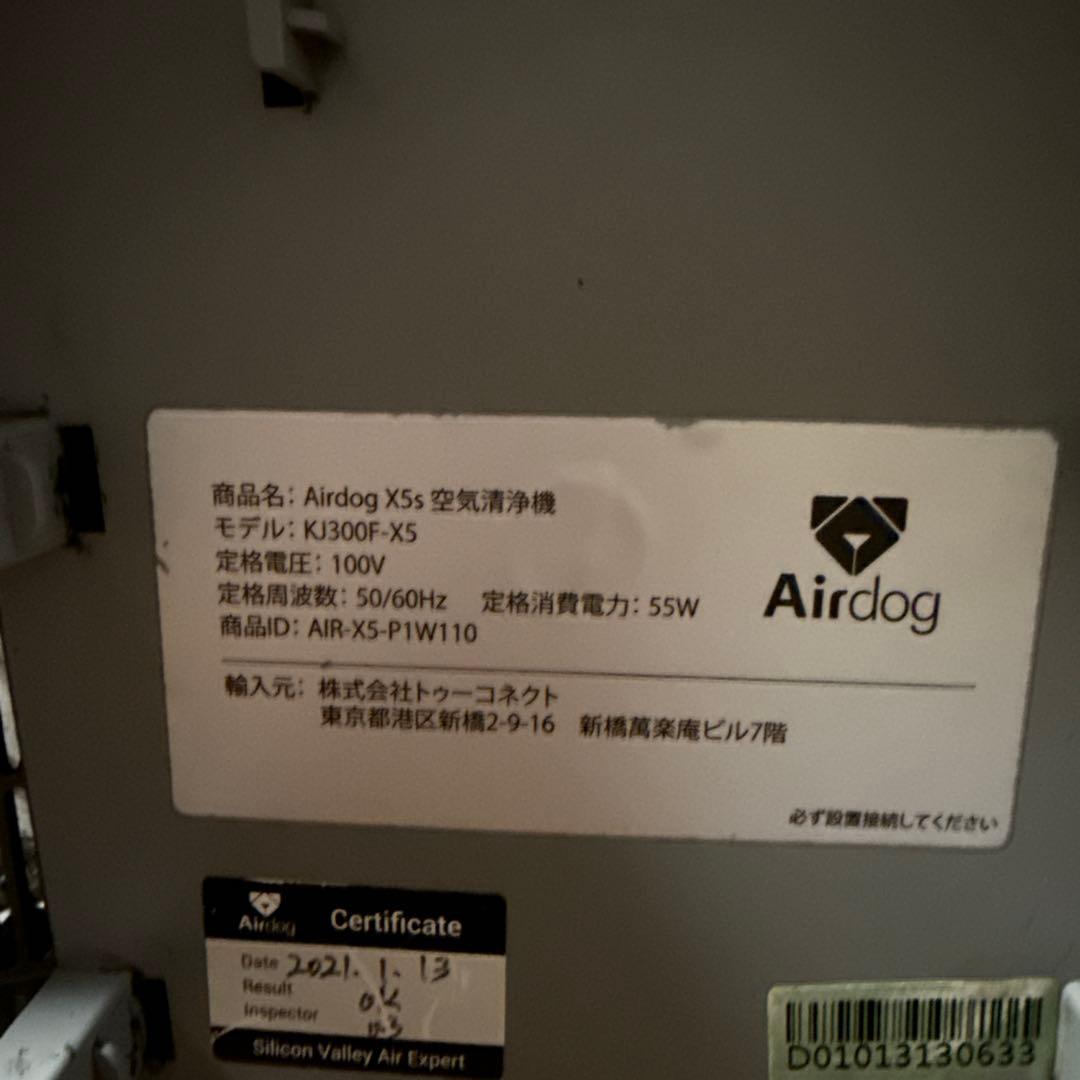 商品名: Airdog X5s 空気清浄機
モデル: KJ300F-X5
定格電圧: 100V
定格周波数: 50/60Hz 定格消費電力: 55W
商品ID: AIR-X5-P1W110
Airdog
輸入元: 株式会社トゥーコネクト
東京都港区新橋2-9-16 新橋萬楽庵ビル7階
必ず設置接続してください
Airdog Certificate
Date 2021.1.13
Result O.K
Inspector
Silicon Valley Air Expert
D01013130633